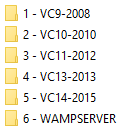 1 - VC9-2008
2 - VC10-2010
3 - VC11-2012
4 - VC13-2013
5 - VC14-2015
6 - WAMPSERVER